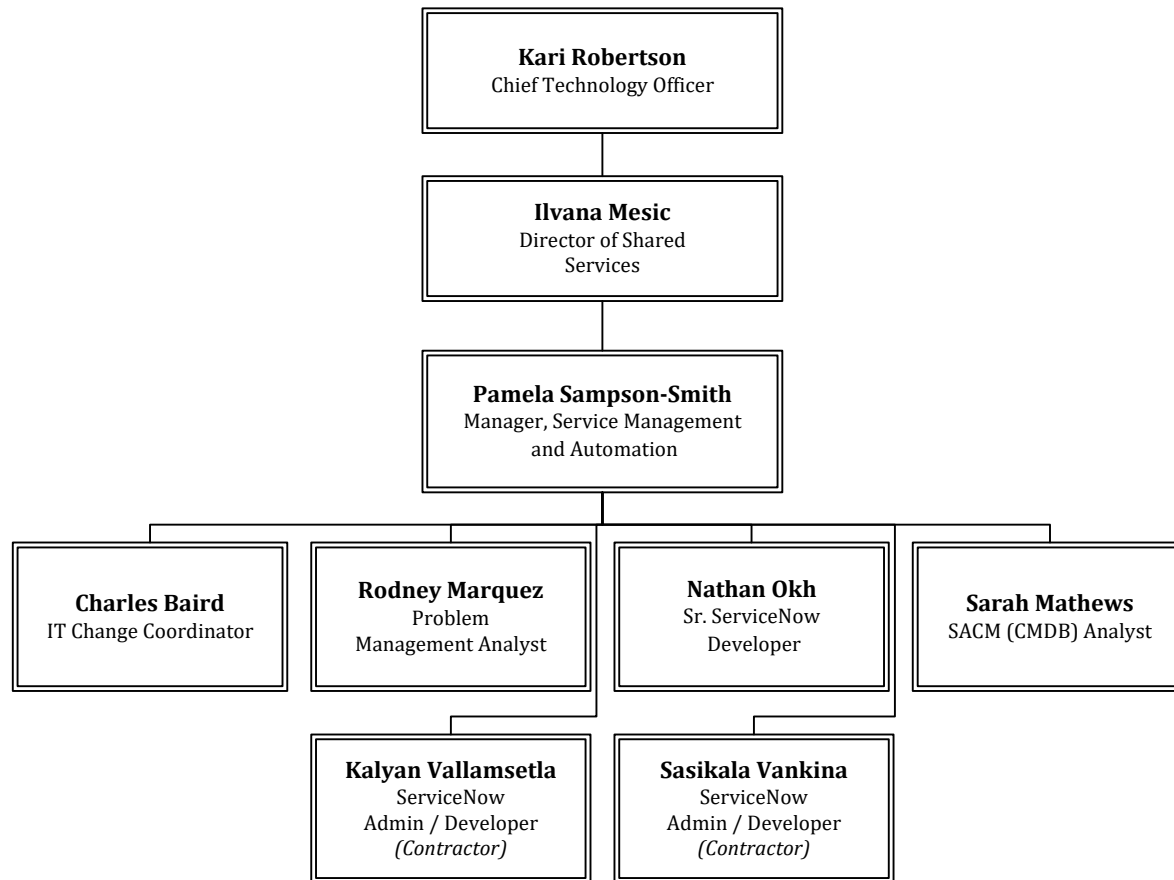 Kari Robertson
Chief Technology Officer
Ilvana Mesic
Director of Shared
Services
Pamela Sampson-Smith
Manager, Service Management
and Automation
Charles Baird
IT Change Coordinator
Rodney Marquez
Problem
Management Analyst
Nathan Okh
Sr. ServiceNow
Developer
Sarah Mathews
SACM (CMDB) Analyst
Kalyan Vallamsetla
ServiceNow
Admin / Developer
(Contractor)
Sasikala Vankina
ServiceNow
Admin / Developer
(Contractor)